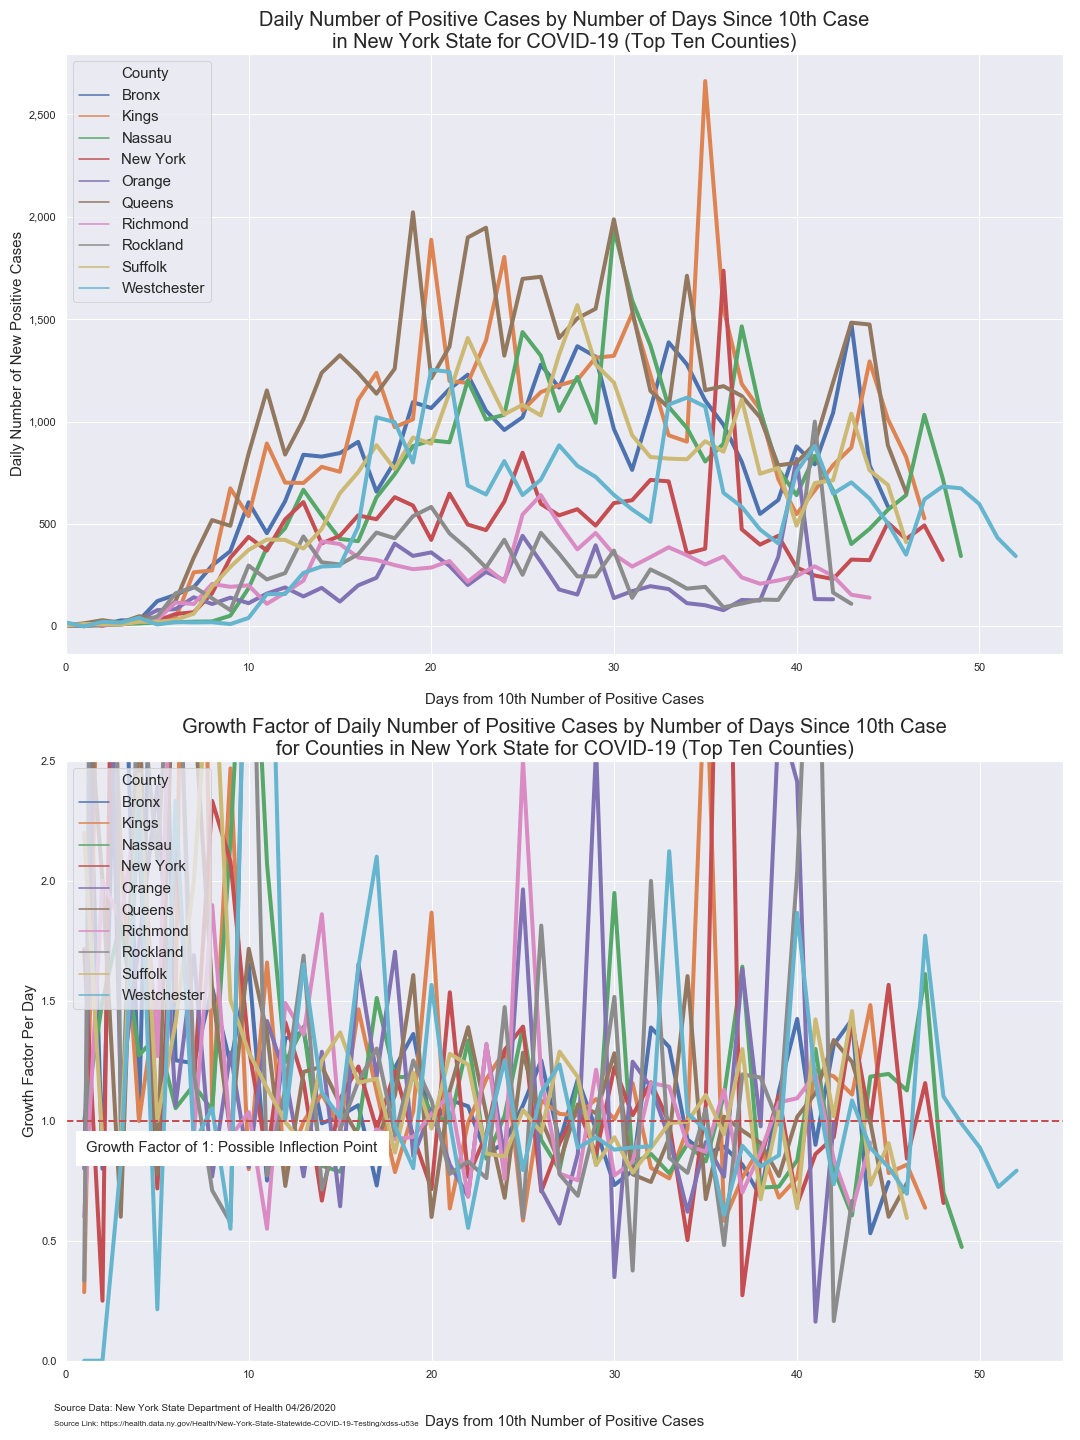 Daily Number of Positive Cases by Number of Days Since 10th Case
in New York State for COVID-19 (Top Ten Counties)
County
Bronx
Kings
Nassau
New York
Orange
Queens
Richmond
Rockland
Suffolk
Westchester
2,500
2,000
1,500
1,000
500
0
Daily Number of New Positive Cases
0 10 20 30 40 50
Days from 10th Number of Positive Cases
Growth Factor of Daily Number of Positive Cases by Number of Days Since 10th Case
for Counties in New York State for COVID-19 (Top Ten Counties)
County
Bronx
Kings
Nassau
New York
Orange
Queens
Richmond
Rockland
Suffolk
Westchester
2.5
2.0
1.5
1.0
0.5
0.0
Growth Factor Per Day
Growth Factor of 1: Possible Inflection Point
0 10 20 30 40 50
Source Data: New York State Department of Health 04/26/2020
Source Link: https://health.data.ny.gov/Health/New-York-State-Statewide-COVID-19-Testing/xdss-u53e
Days from 10th Number of Positive Cases